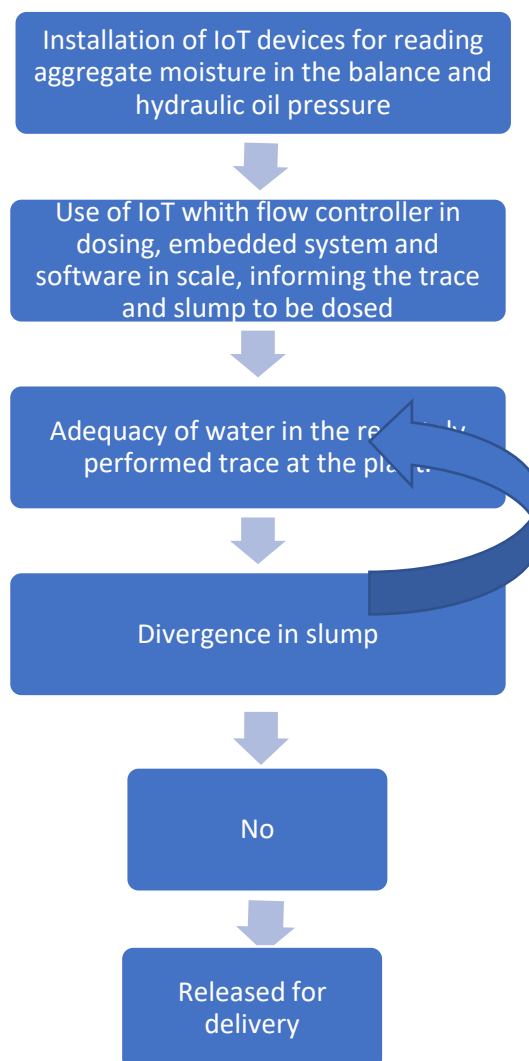 Installation of IoT devices for reading
aggregate moisture in the balance and
hydraulic oil pressure
Use of IoT whith flow controller in
dosing, embedded system and
software in scale, informing the trace
and slump to be dosed
Adequacy of water in the
performed trace at the
Divergence in slump
No
Released for
delivery